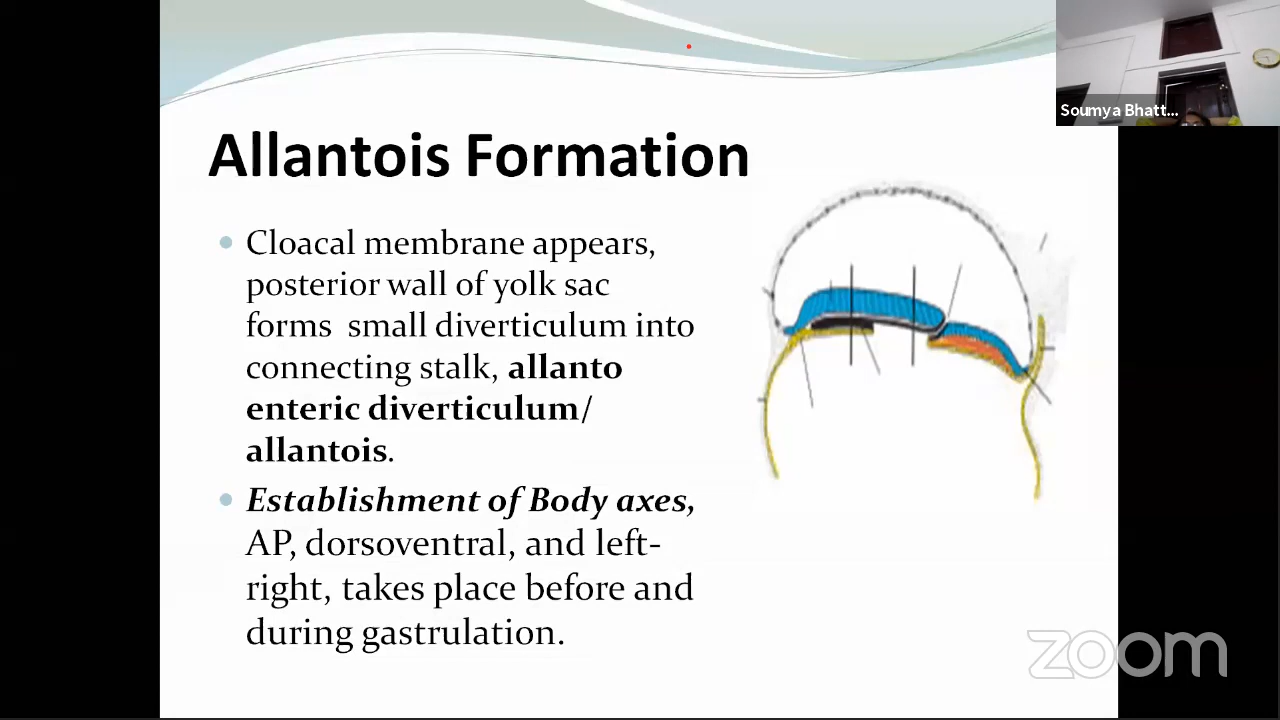 Soumya Bhatt...
Allantois Formation
Cloacal membrane appears,
posterior wall of yolk sac
forms small diverticulum into
connecting stalk, allanto
enteric diverticulum/
allantois.
Establishment of Body axes,
AP, dorsoventral, and left-
right, takes place before and
during gastrulation.
zoom